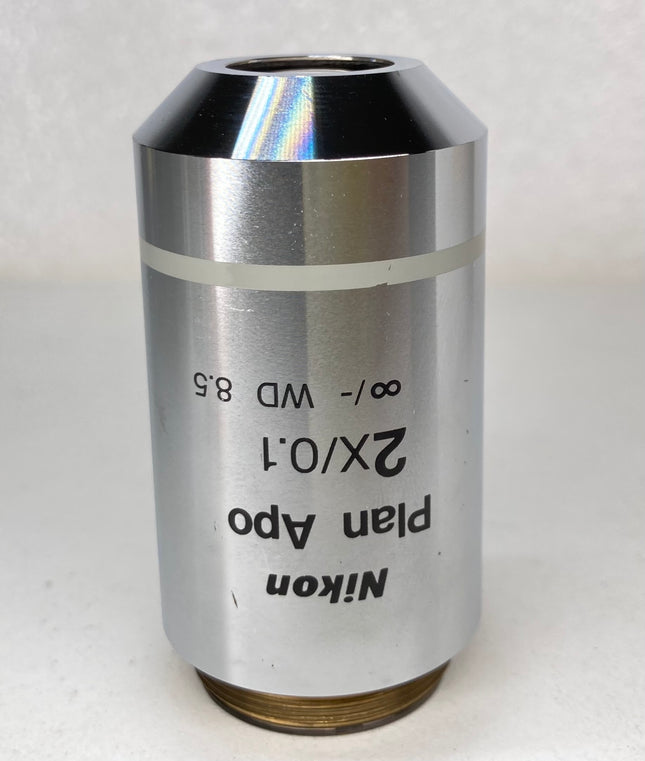 Nikon
Plan Apo
2X/0.1
∞/- WD 8.5